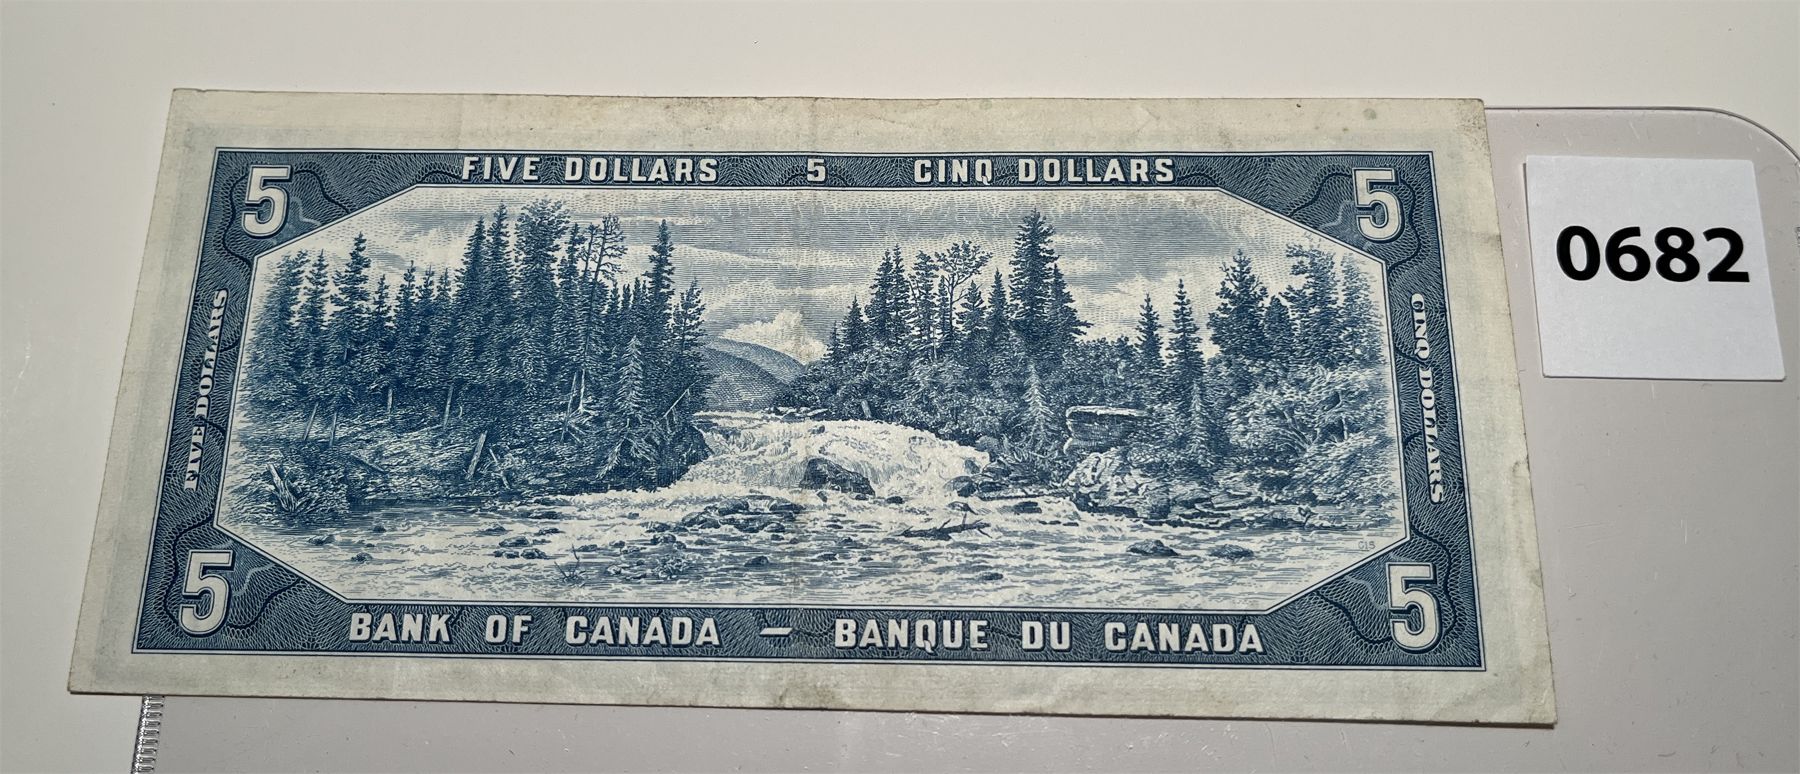 FIVE DOLLARS 5 CINQ DOLLARS
5
5
0682
FIVE DOLLARS
CINQ DOLLARS
5
5
BANK OF CANADA — BANQUE DU CANADA